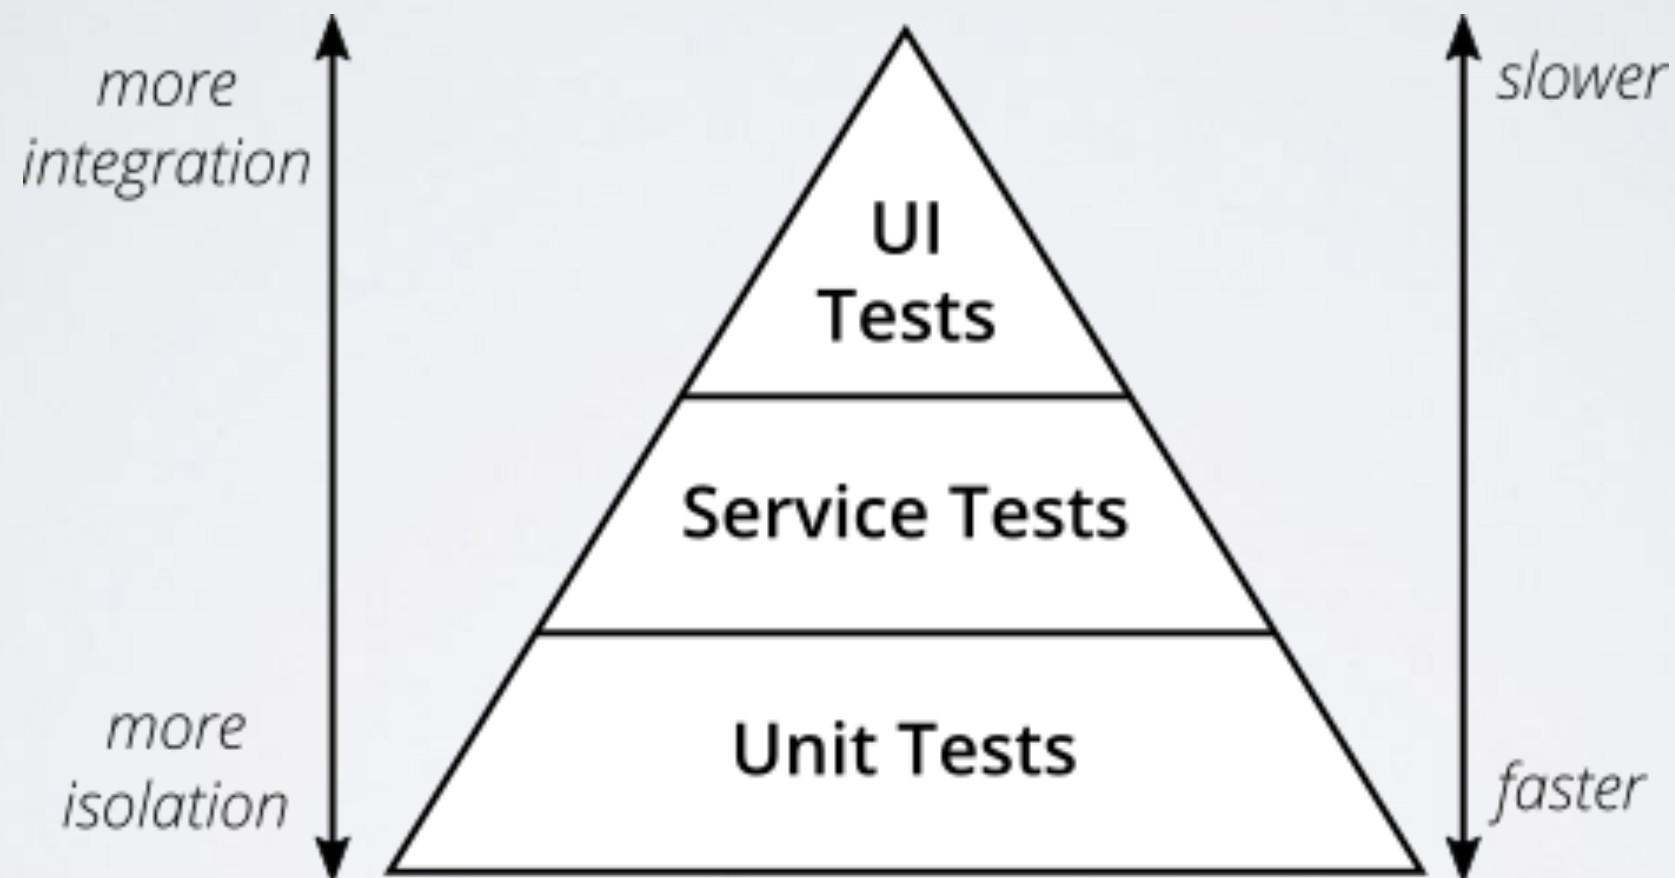 more
integration
slower
UI
Tests
Service Tests
Unit Tests
more
isolation
faster